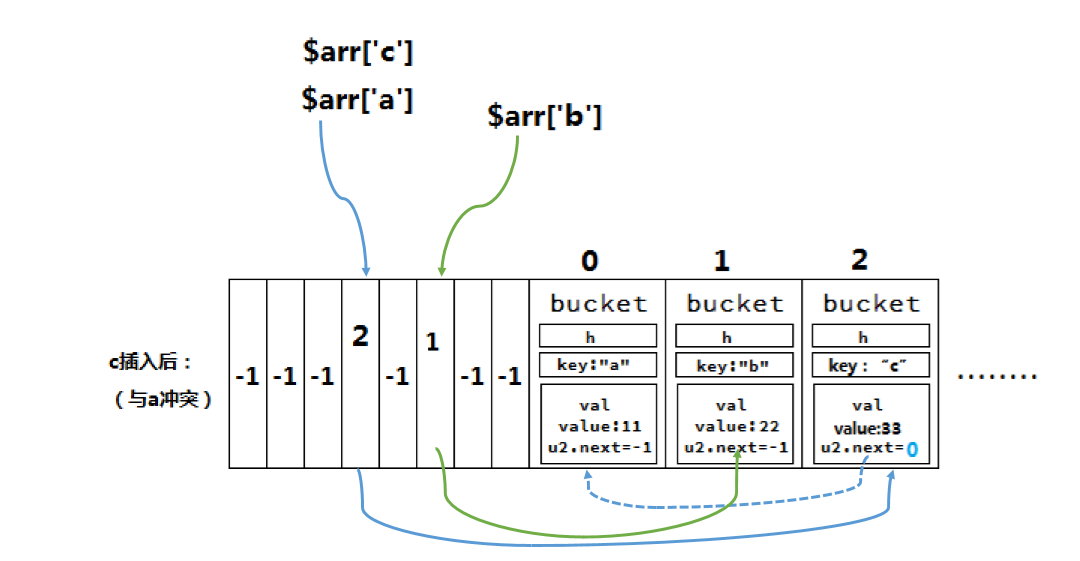 $arr['c']
$arr['a']
$arr['b']
0 1 2
c插入后：
（与a冲突）
-1 -1 -1 2 -1 1 -1 -1
bucket bucket bucket
h h h
key:"a" key:"b" key: "c"
val val val
value:11 value:22 value:33
u2.next=-1 u2.next=-1 u2.next=0
........